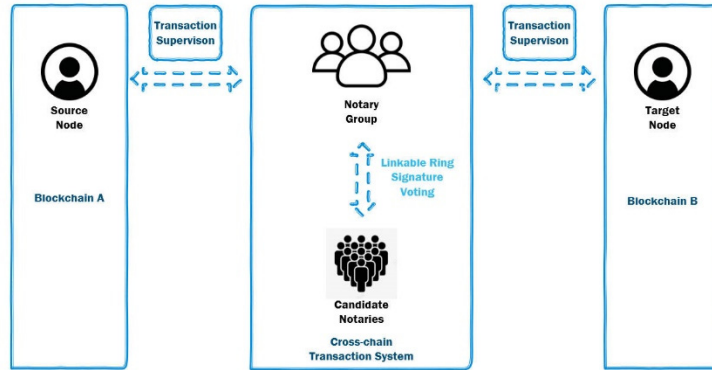 Transaction
Supervison
Transaction
Supervison
Source
Node
Notary
Group
Target
Node
Linkable Ring
Signature
Voting
Blockchain A
Blockchain B
Candidate
Notaries
Cross-chain
Transaction System